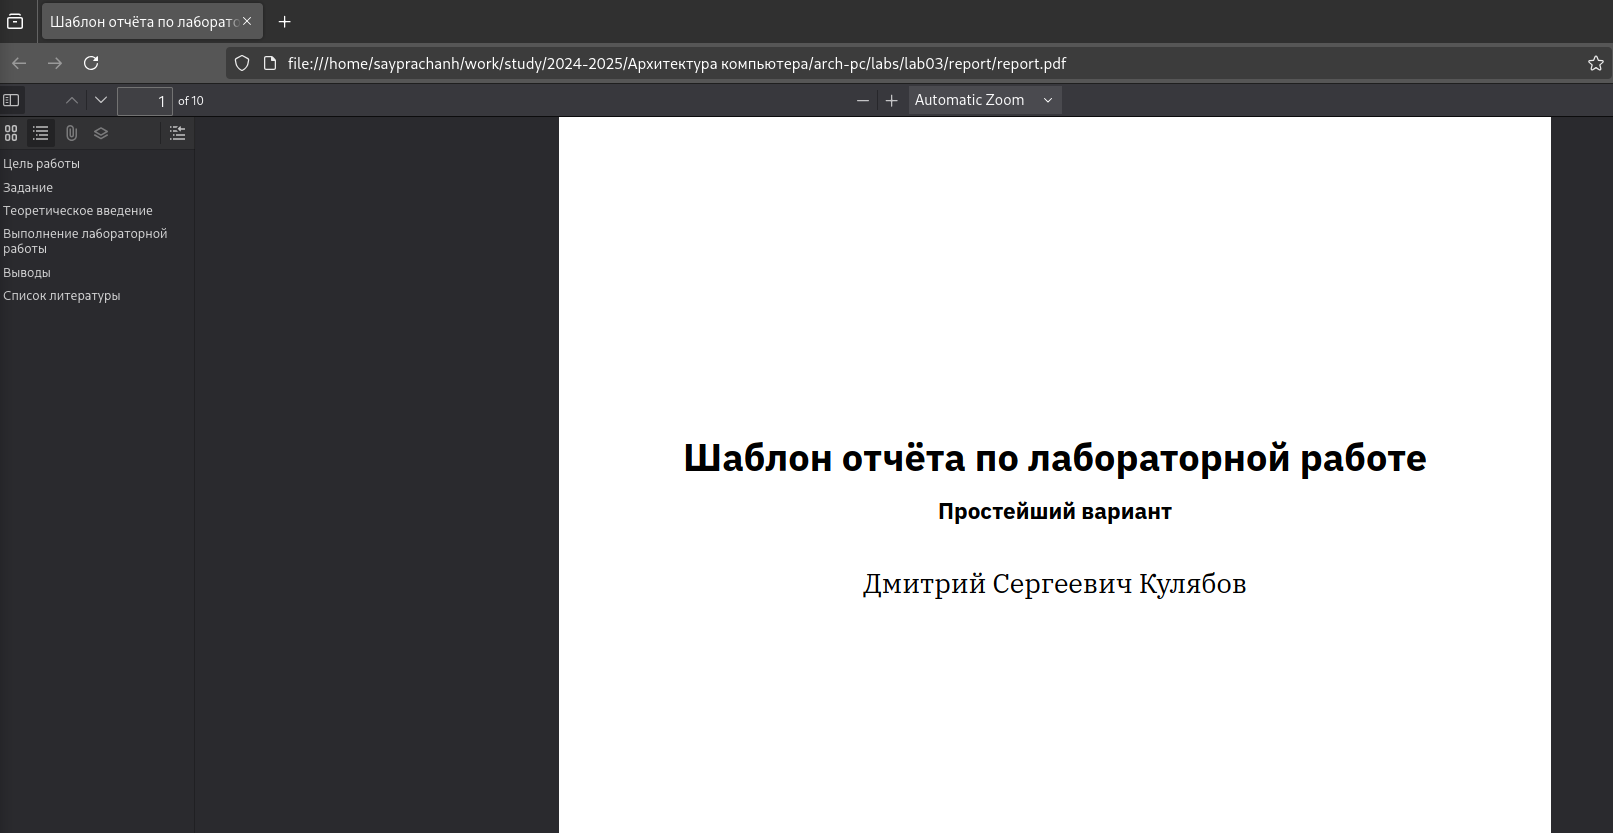 Шаблон отчёта по лаборато
file:///home/sayprachanh/work/study/2024-2025/Архитектура компьютера/arch-pc/labs/lab03/report/report.pdf
1 of 10
Automatic Zoom
Цель работы
Задание
Теоретическое введение
Выполнение лабораторной
работы
Выводы
Список литературы
Шаблон отчёта по лабораторной работе
Простейший вариант
Дмитрий Сергеевич Кулябов